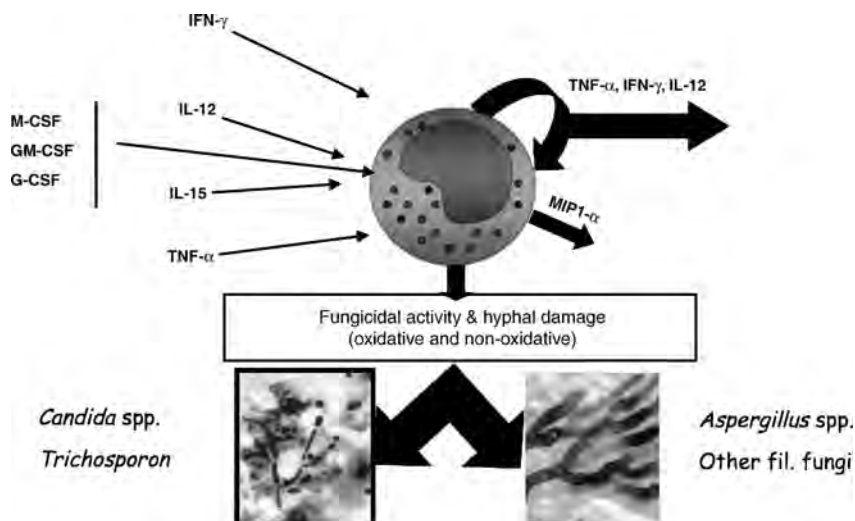 IFN-γ
IL-12
M-CSF
GM-CSF
G-CSF
IL-15
TNF-α
TNF-α, IFN-γ, IL-12
MIP1-α
Fungicidal activity & hyphal damage
(oxidative and non-oxidative)
Candida spp.
Trichosporon
Aspergillus spp.
Other fil. fungi